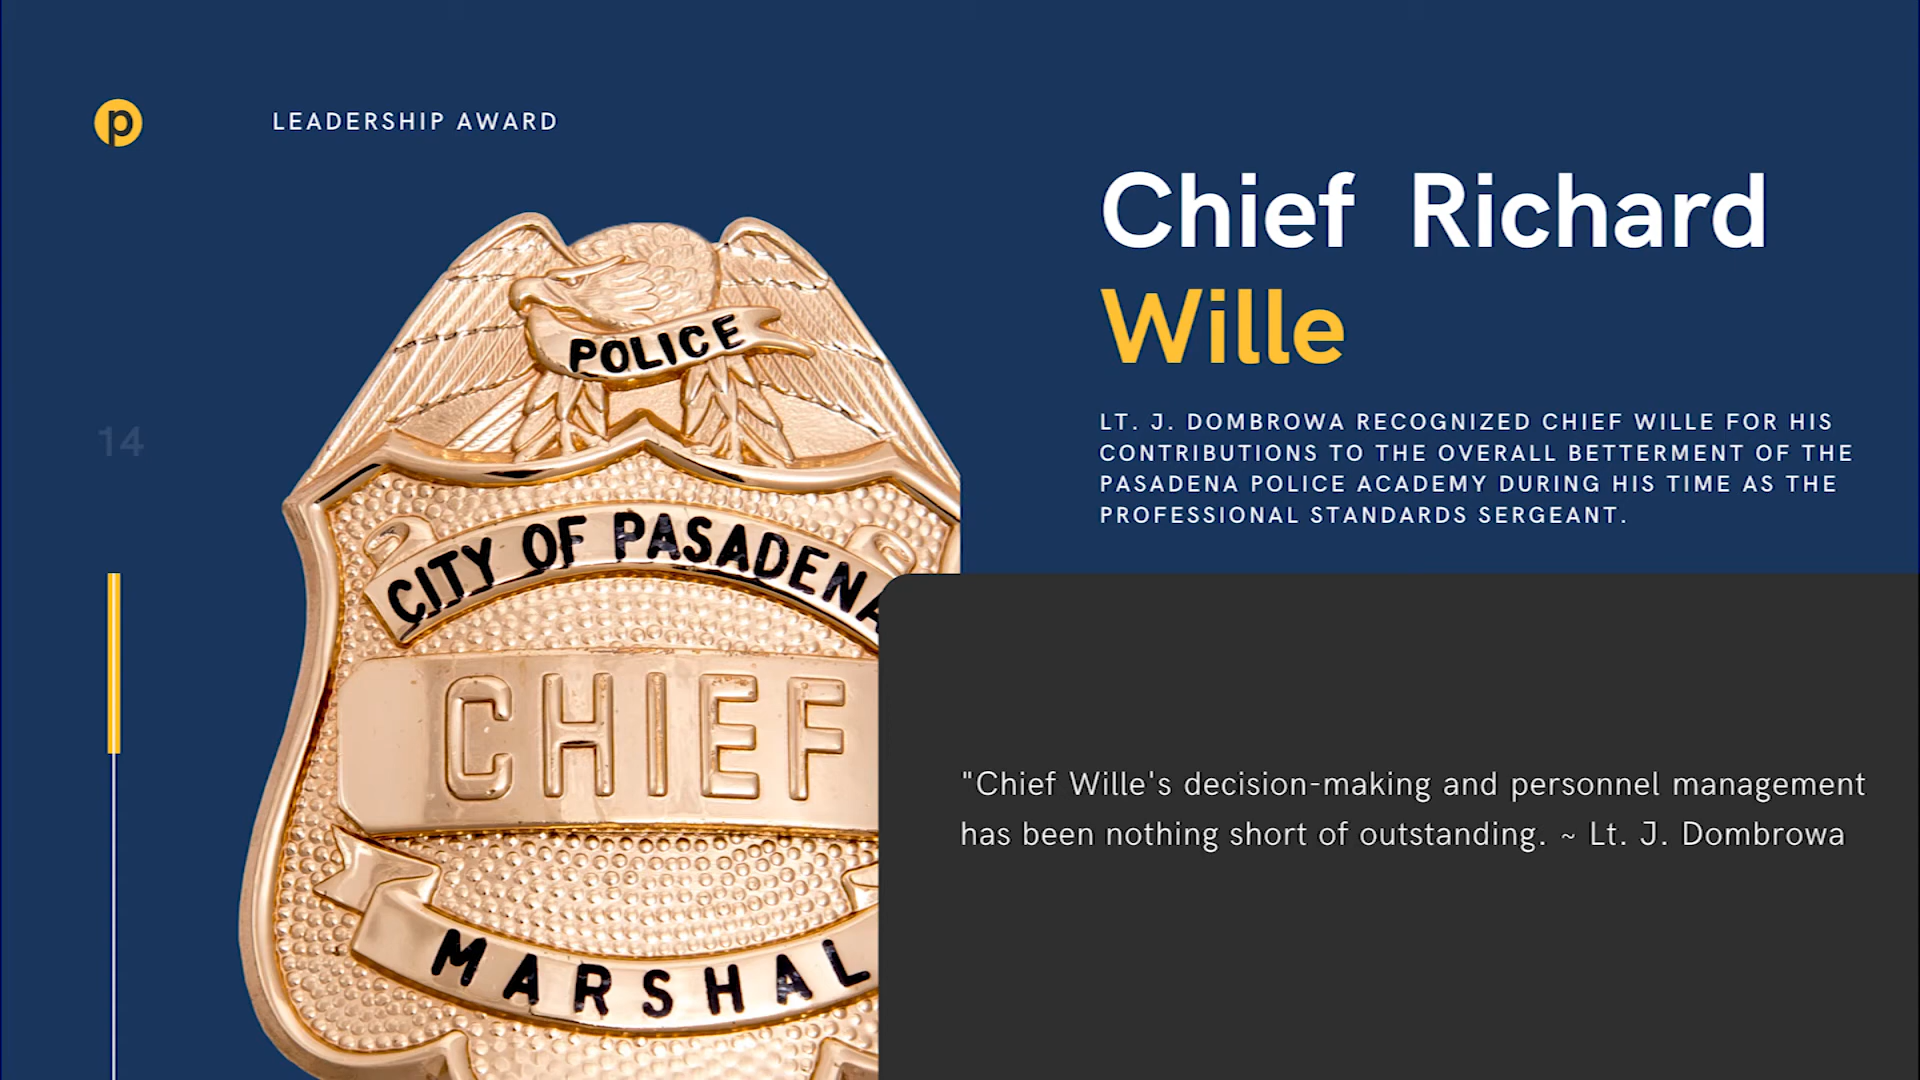 p
LEADERSHIP AWARD
Chief Richard
Wille
LT. J. DOMBROWA RECOGNIZED CHIEF WILLE FOR HIS
CONTRIBUTIONS TO THE OVERALL BETTERMENT OF THE
PASADENA POLICE ACADEMY DURING HIS TIME AS THE
PROFESSIONAL STANDARDS SERGEANT.
14
POLICE
CITY OF PASADENA
CHIEF
MARSHAL
"Chief Wille's decision-making and personnel management
has been nothing short of outstanding. ~ Lt. J. Dombrowa